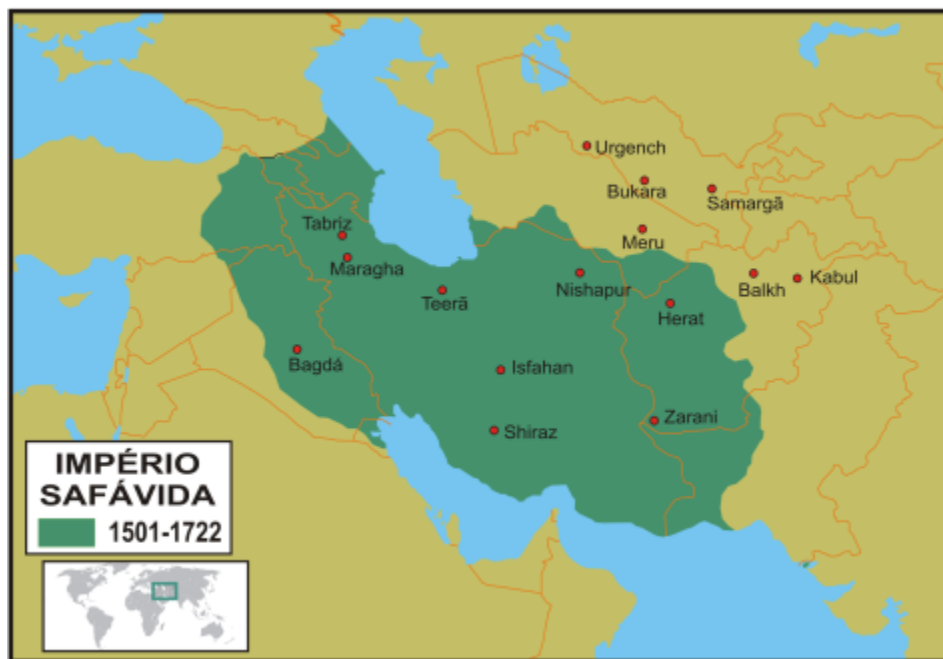 Urgench
Bukara
Samargã
Tabriz
Meru
Maragha
Nishapur
Balkh
Kabul
Teerã
Herat
Bagdá
Isfahan
Zarani
Shiraz
IMPÉRIO
SAFÁVIDA
1501-1722